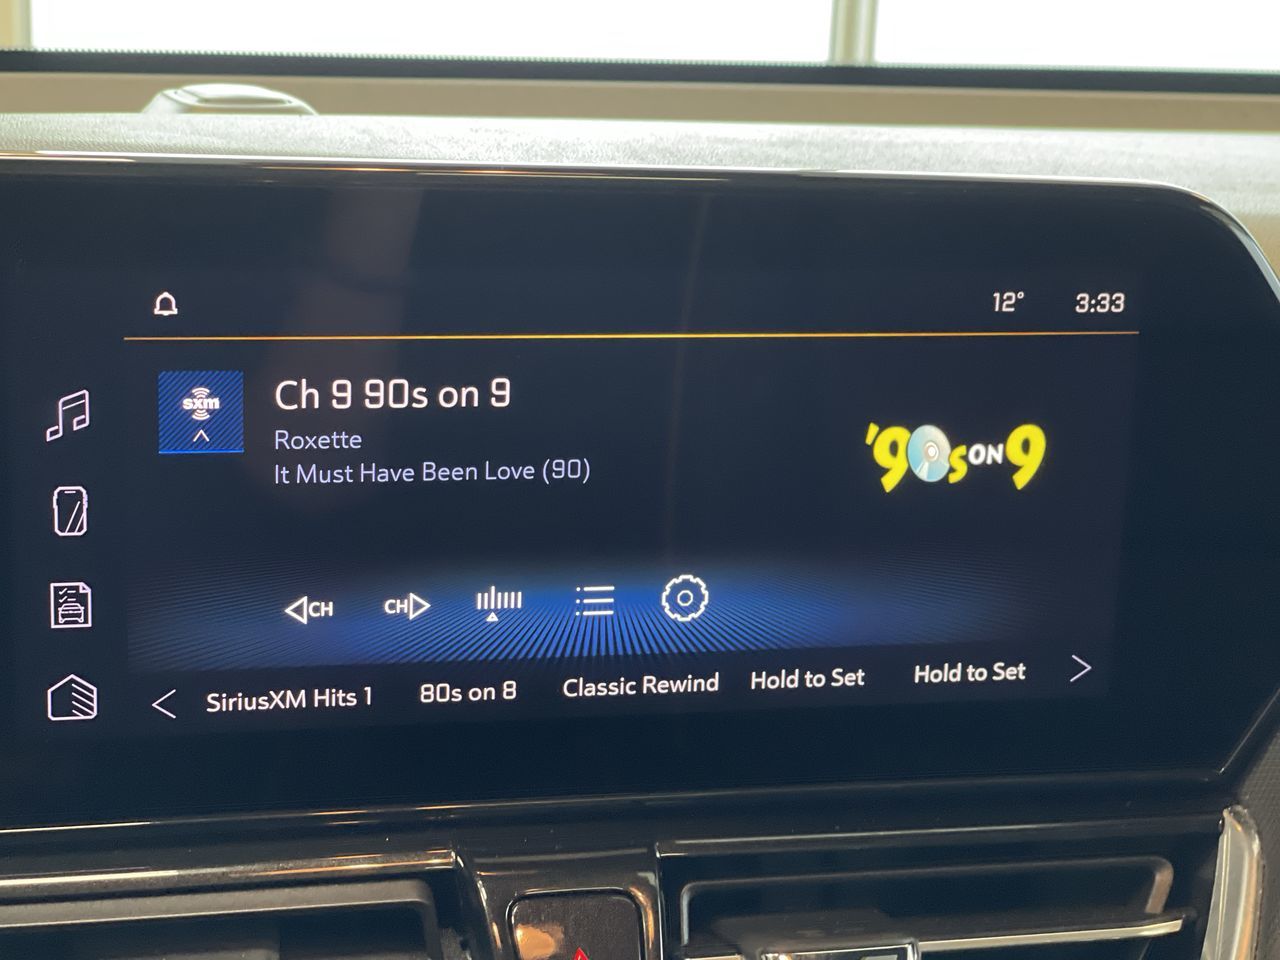 12° 3:33
sxm
Ch 9 90s on 9
Roxette
It Must Have Been Love (90)
'90s ON 9
CH CH
SiriusXM Hits 1 80s on 8 Classic Rewind Hold to Set Hold to Set